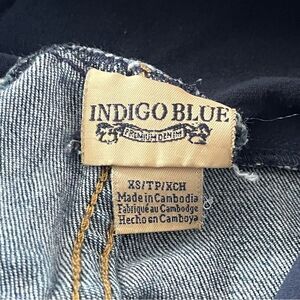 INDIGO BLUE
PREMIUM DENIM
XS/TP/XCH
Made in Cambodia
Fabriqué au Cambodge
Hecho en Camboya